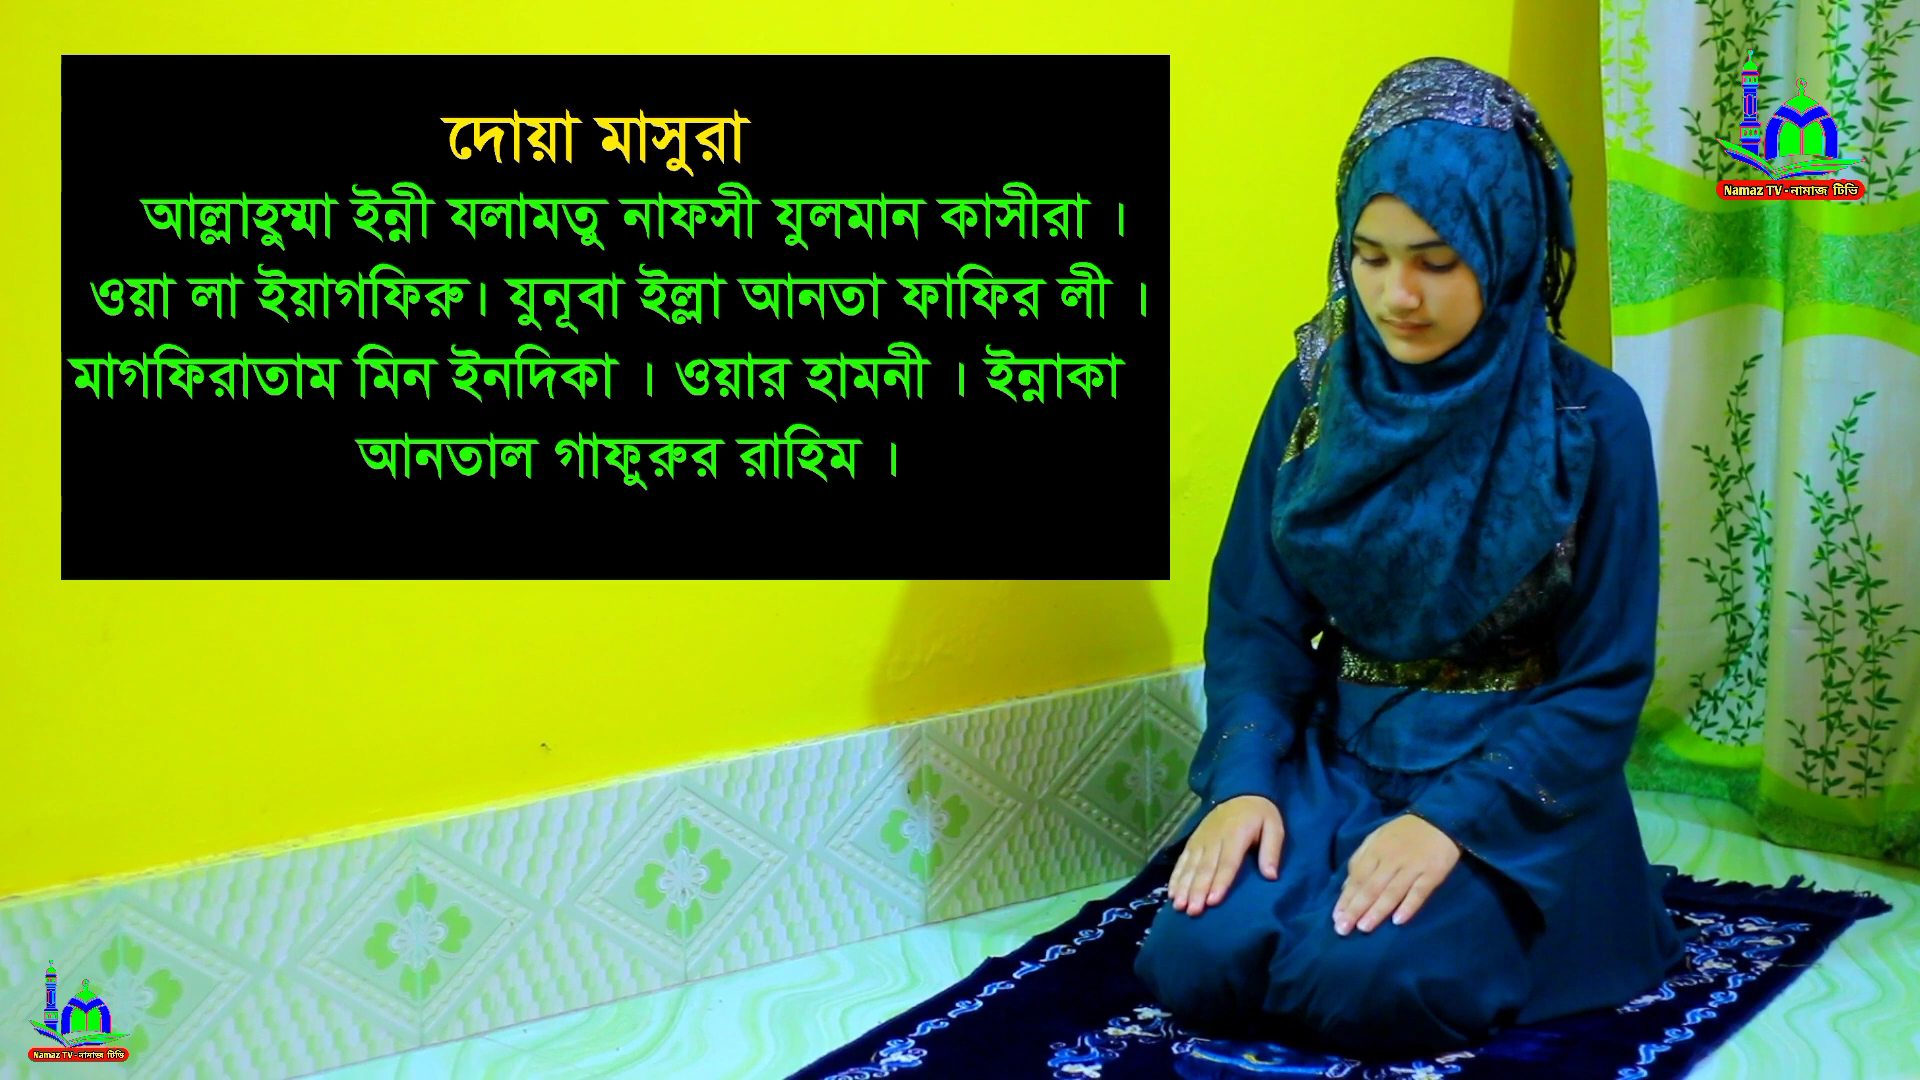 দোয়া মাসুরা
আল্লাহুম্মা ইন্নী যলামতু নাফসী যুলমান কাসীরা ।
ওয়া লা ইয়াগফিরু। যুনূবা ইল্লা আনতা ফাফির লী ।
মাগফিরাতাম মিন ইনদিকা । ওয়ার হামনী । ইন্নাকা
আনতাল গাফুরুর রাহিম ।
Namaz TV - নামাজ টিভি
Namaz TV - নামাজ টিভি